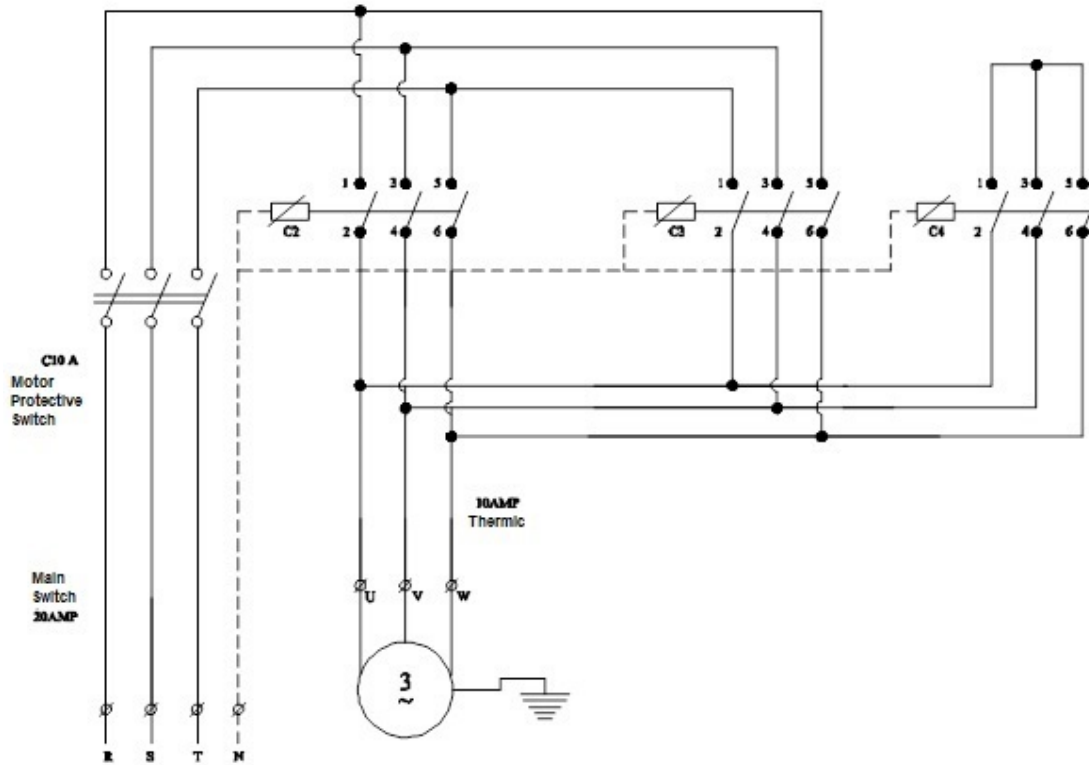 1 3 5
1 3 5
1 3 5
C2
C3
C4
2 4 6
2 4 6
2 4 6
C10 A
Motor
Protective
Switch
10AMP
Thermic
Main
Switch
20AMP
U V W
3
~
R S T N